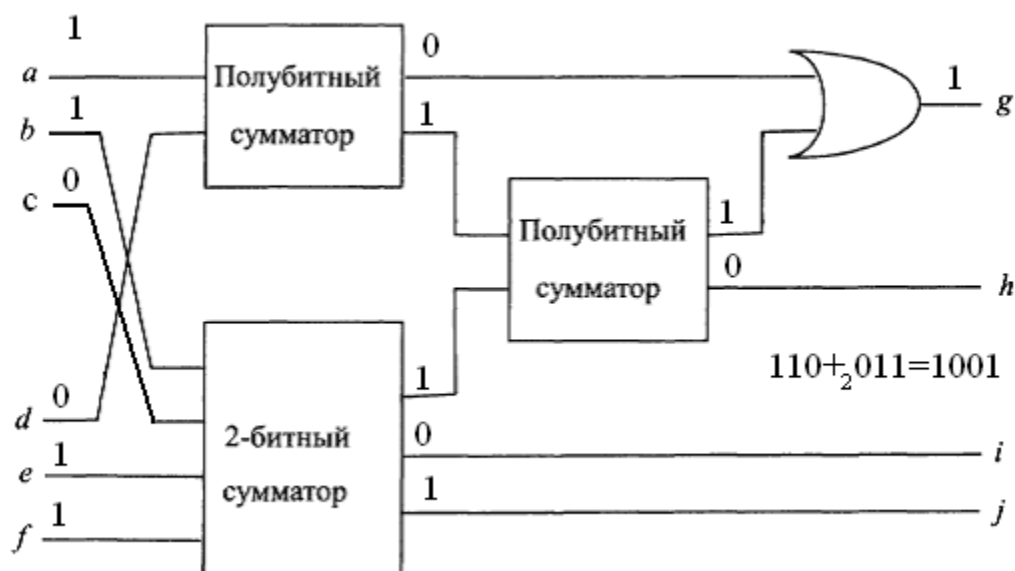 1
a
Полубитный
сумматор
0
1
g
b
1
1
c
0
Полубитный
сумматор
1
0
h
110+₂011=1001
d
0
2-битный
сумматор
1
0
i
e
1
1
j
f
1